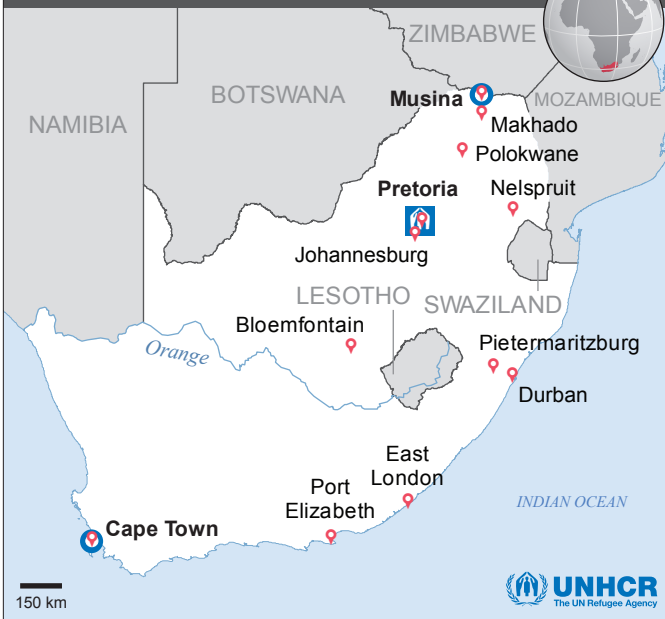 ZIMBABWE
BOTSWANA
Musina
MOZAMBIQUE
NAMIBIA
Makhado
Polokwane
Pretoria
Nelspruit
Johannesburg
LESOTHO
SWAZILAND
Bloemfontain
Orange
Pietermaritzburg
Durban
East
London
Port
Elizabeth
INDIAN OCEAN
Cape Town
150 km
UNHCR
The UN Refugee Agency